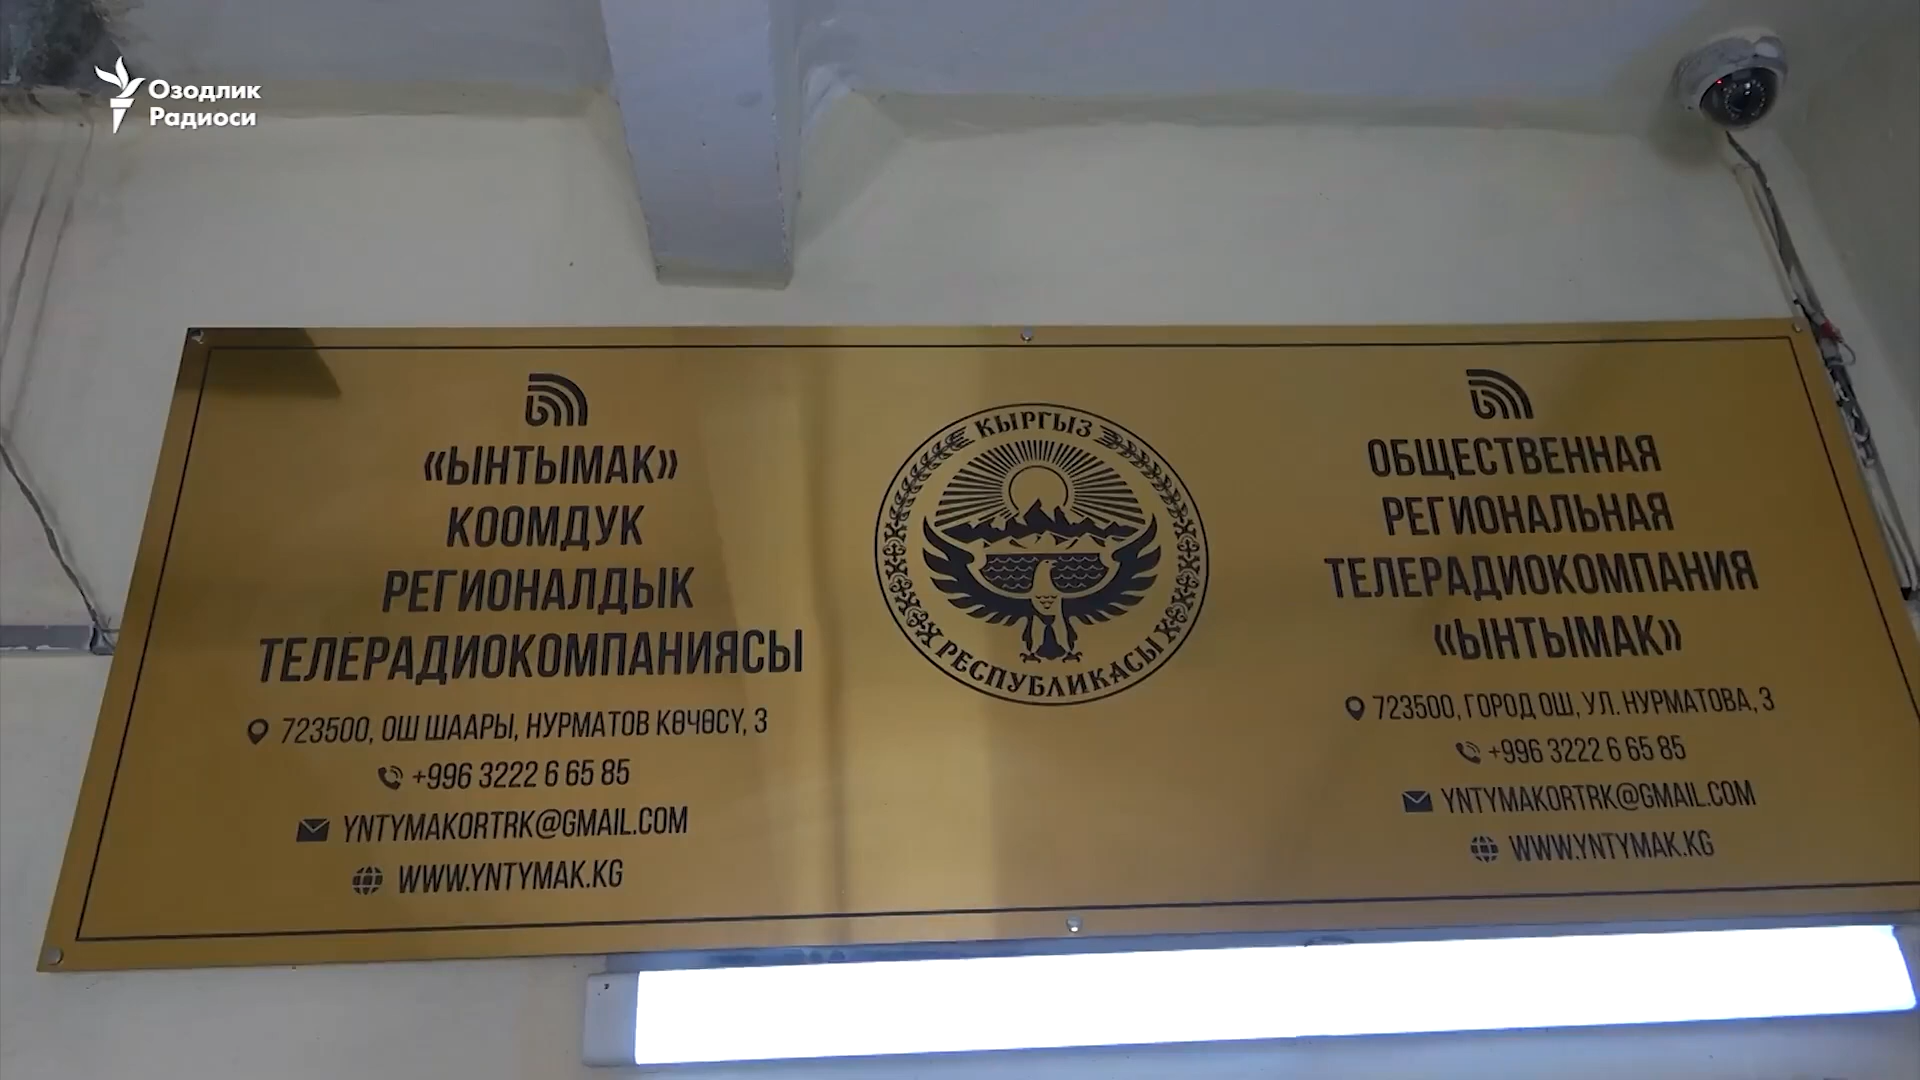 Озодлик
Радиоси
«ЫНТЫМАК»
КООМДУК
РЕГИОНАЛДЫК
ТЕЛЕРАДИОКОМПАНИЯСЫ
723500, ОШ ШААРЫ, НУРМАТОВ КӨЧӨСҮ, 3
+996 3222 6 65 85
YNTYMAKORTRK@GMAIL.COM
WWW.YNTYMAK.KG
КЫРГЫЗ
РЕСПУБЛИКАСЫ
ОБЩЕСТВЕННАЯ
РЕГИОНАЛЬНАЯ
ТЕЛЕРАДИОКОМПАНИЯ
«ЫНТЫМАК»
723500, ГОРОД ОШ, УЛ. НУРМАТОВА, 3
+996 3222 6 65 85
YNTYMAKORTRK@GMAIL.COM
WWW.YNTYMAK.KG